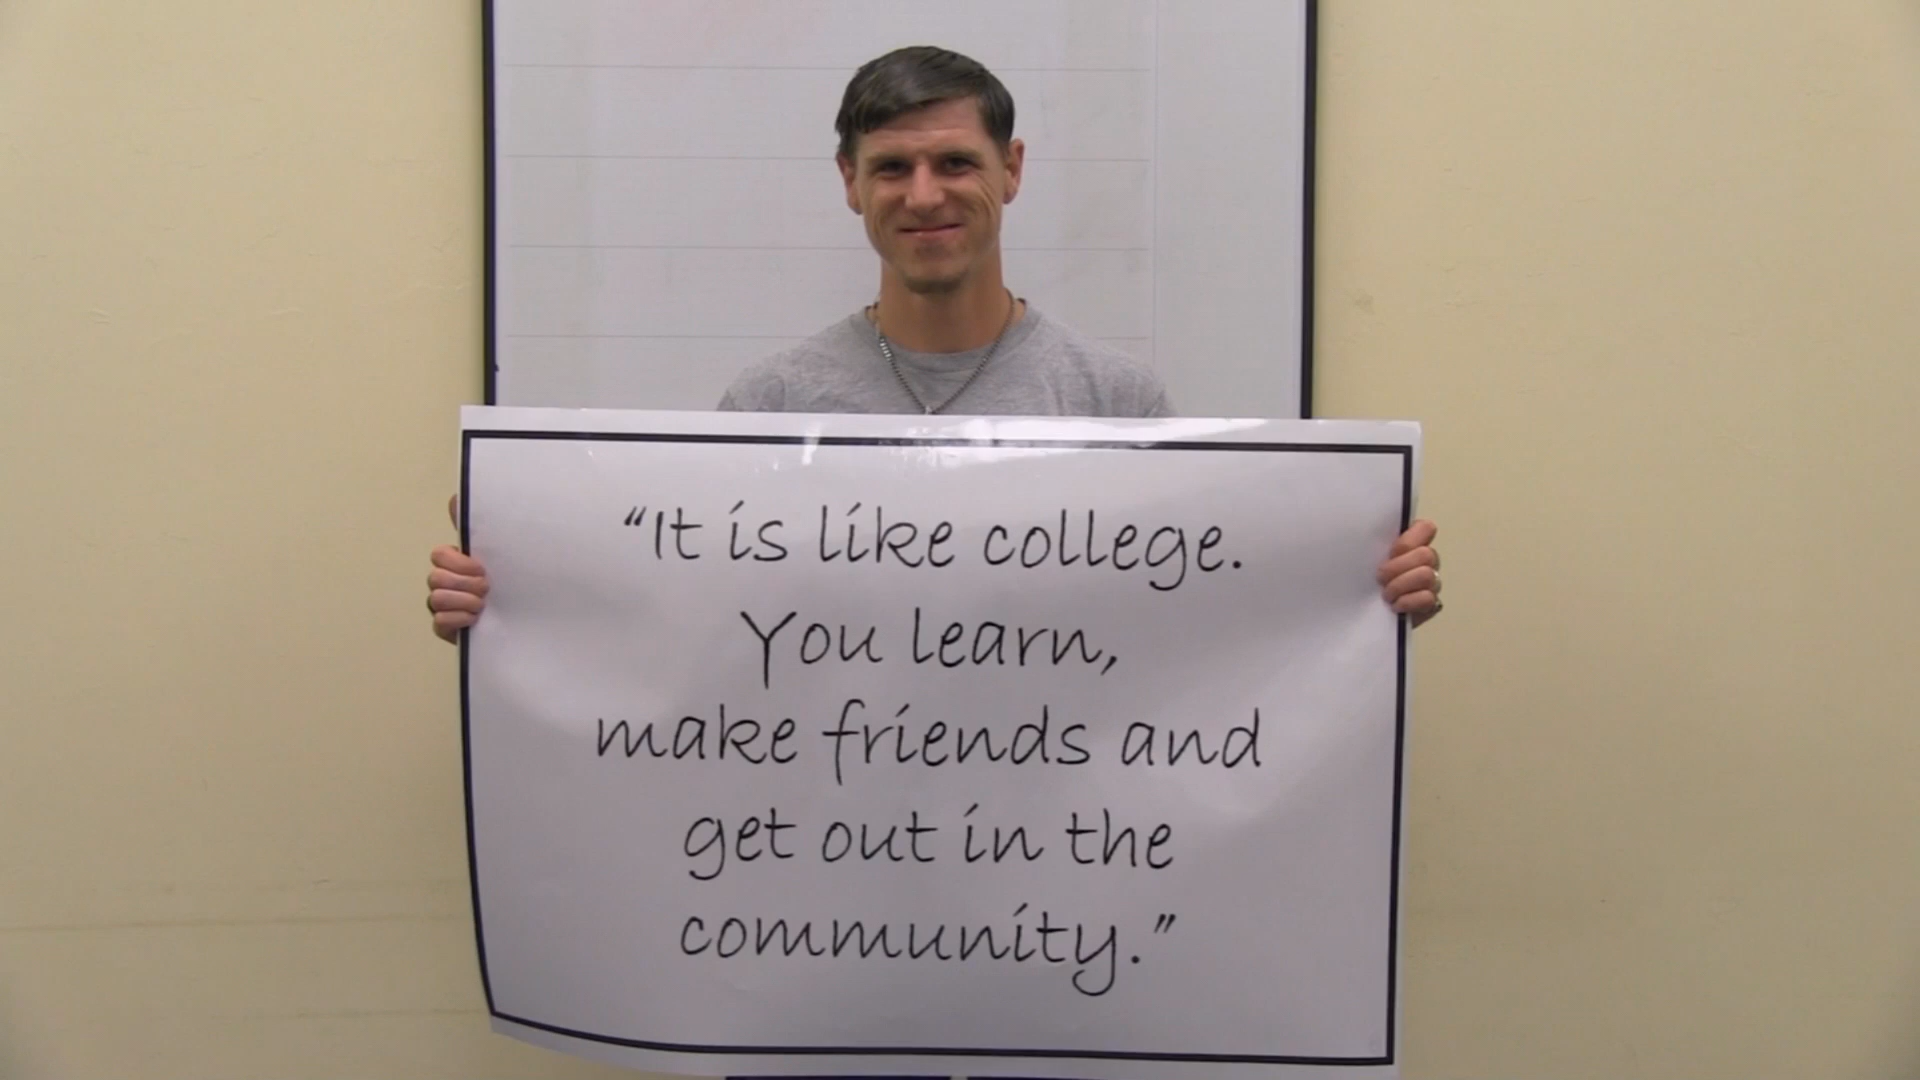 “It is like college.
You learn,
make friends and
get out in the
community.”